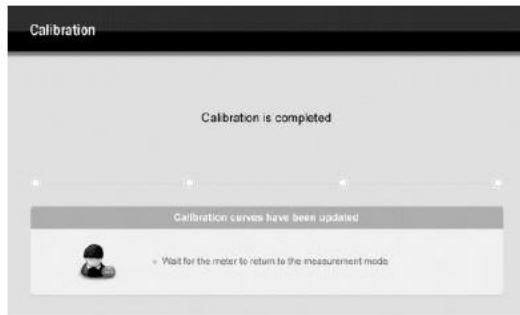 Calibration
Calibration is completed
Calibration curves have been updated
Wait for the meter to return to the measurement mode.